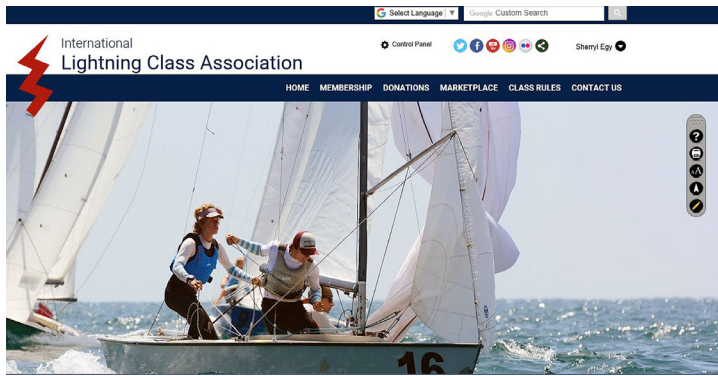 Select Language
Google Custom Search
International
Lightning Class Association
Control Panel
Sherryl Egy
HOME MEMBERSHIP DONATIONS MARKETPLACE CLASS RULES CONTACT US
16